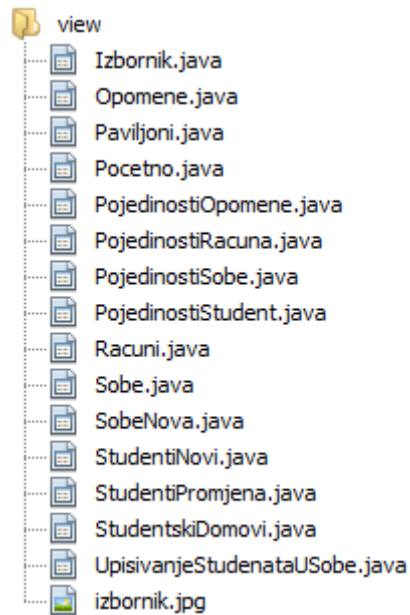 view
Izbornik.java
Opomene.java
Paviljoni.java
Pocetno.java
PojedinostiOpomene.java
PojedinostiRacuna.java
PojedinostiSobe.java
PojedinostiStudent.java
Racuni.java
Sobe.java
SobeNova.java
StudentiNovi.java
StudentiPromjena.java
StudentskiDomovi.java
UpisivanjeStudenataUSobe.java
izbornik.jpg